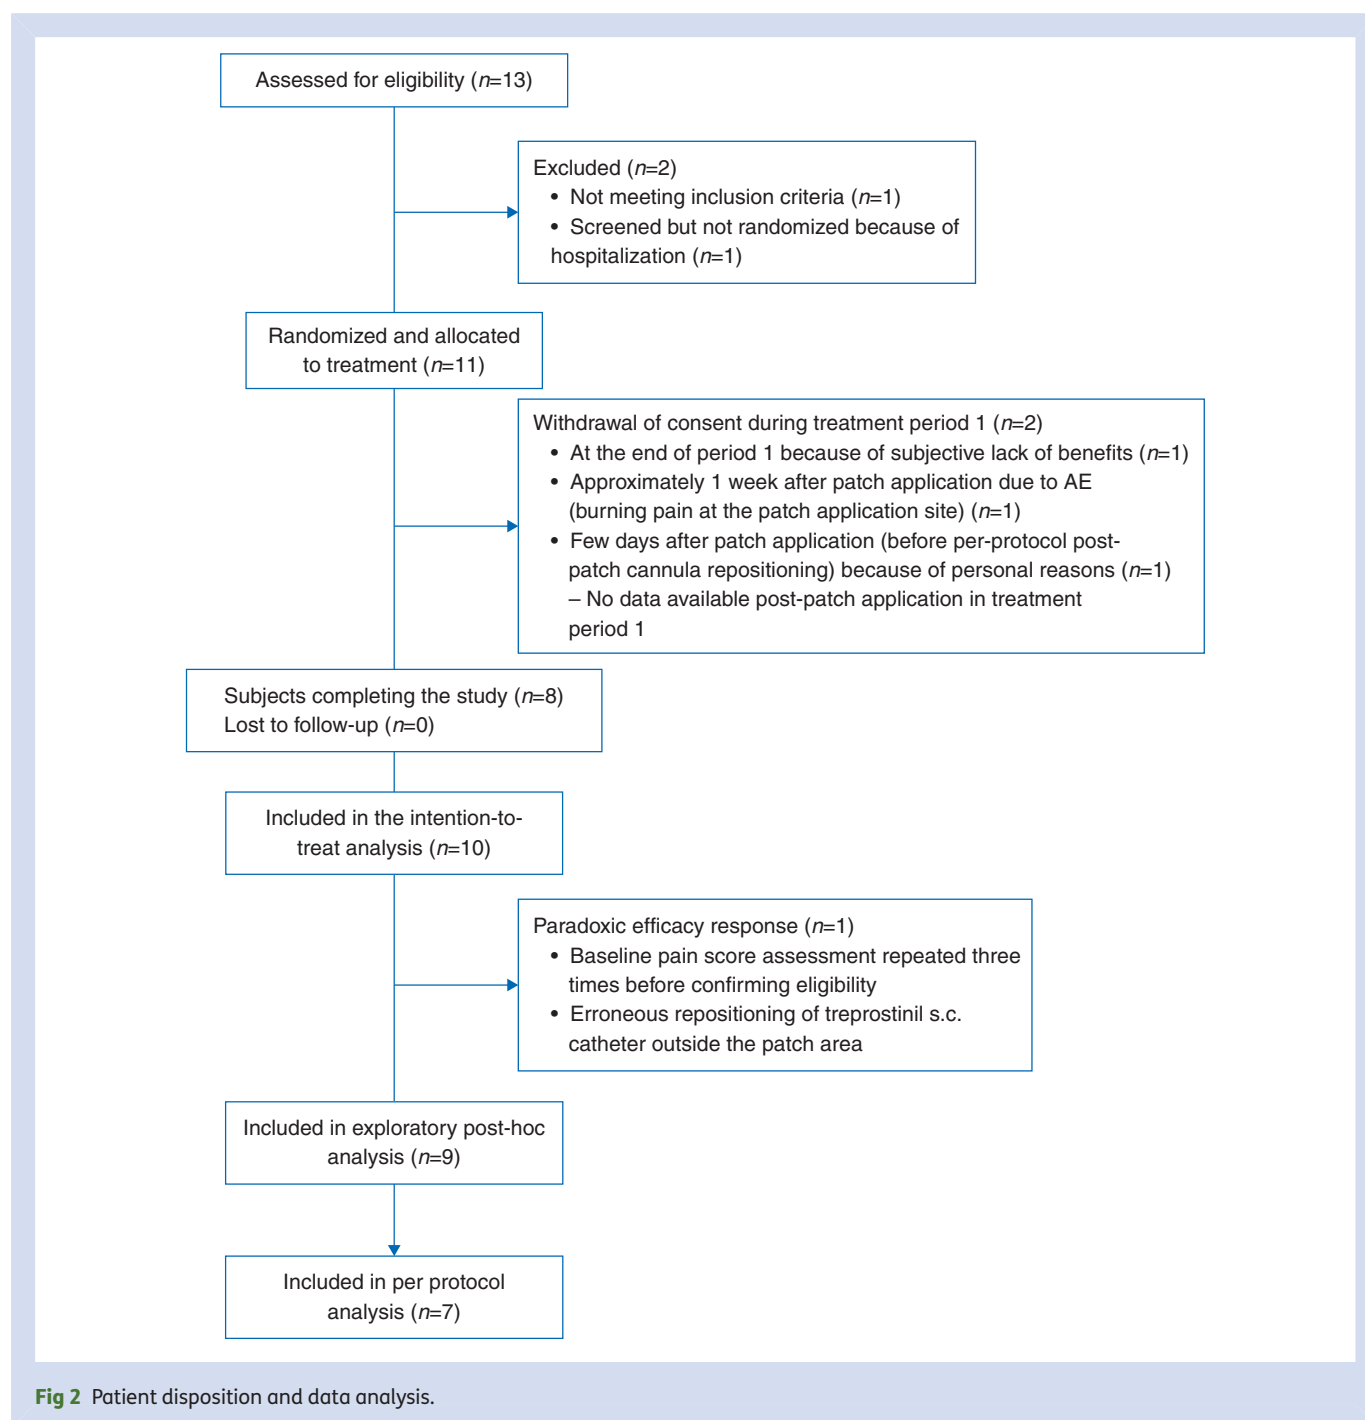 Assessed for eligibility (n=13)
Excluded (n=2)
• Not meeting inclusion criteria (n=1)
• Screened but not randomized because of
hospitalization (n=1)
Randomized and allocated
to treatment (n=11)
Withdrawal of consent during treatment period 1 (n=2)
• At the end of period 1 because of subjective lack of benefits (n=1)
• Approximately 1 week after patch application due to AE
(burning pain at the patch application site) (n=1)
• Few days after patch application (before per-protocol post-
patch cannula repositioning) because of personal reasons (n=1)
– No data available post-patch application in treatment
period 1
Subjects completing the study (n=8)
Lost to follow-up (n=0)
Included in the intention-to-
treat analysis (n=10)
Paradoxic efficacy response (n=1)
• Baseline pain score assessment repeated three
times before confirming eligibility
• Erroneous repositioning of treprostinil s.c.
catheter outside the patch area
Included in exploratory post-hoc
analysis (n=9)
Included in per protocol
analysis (n=7)
Fig 2 Patient disposition and data analysis.